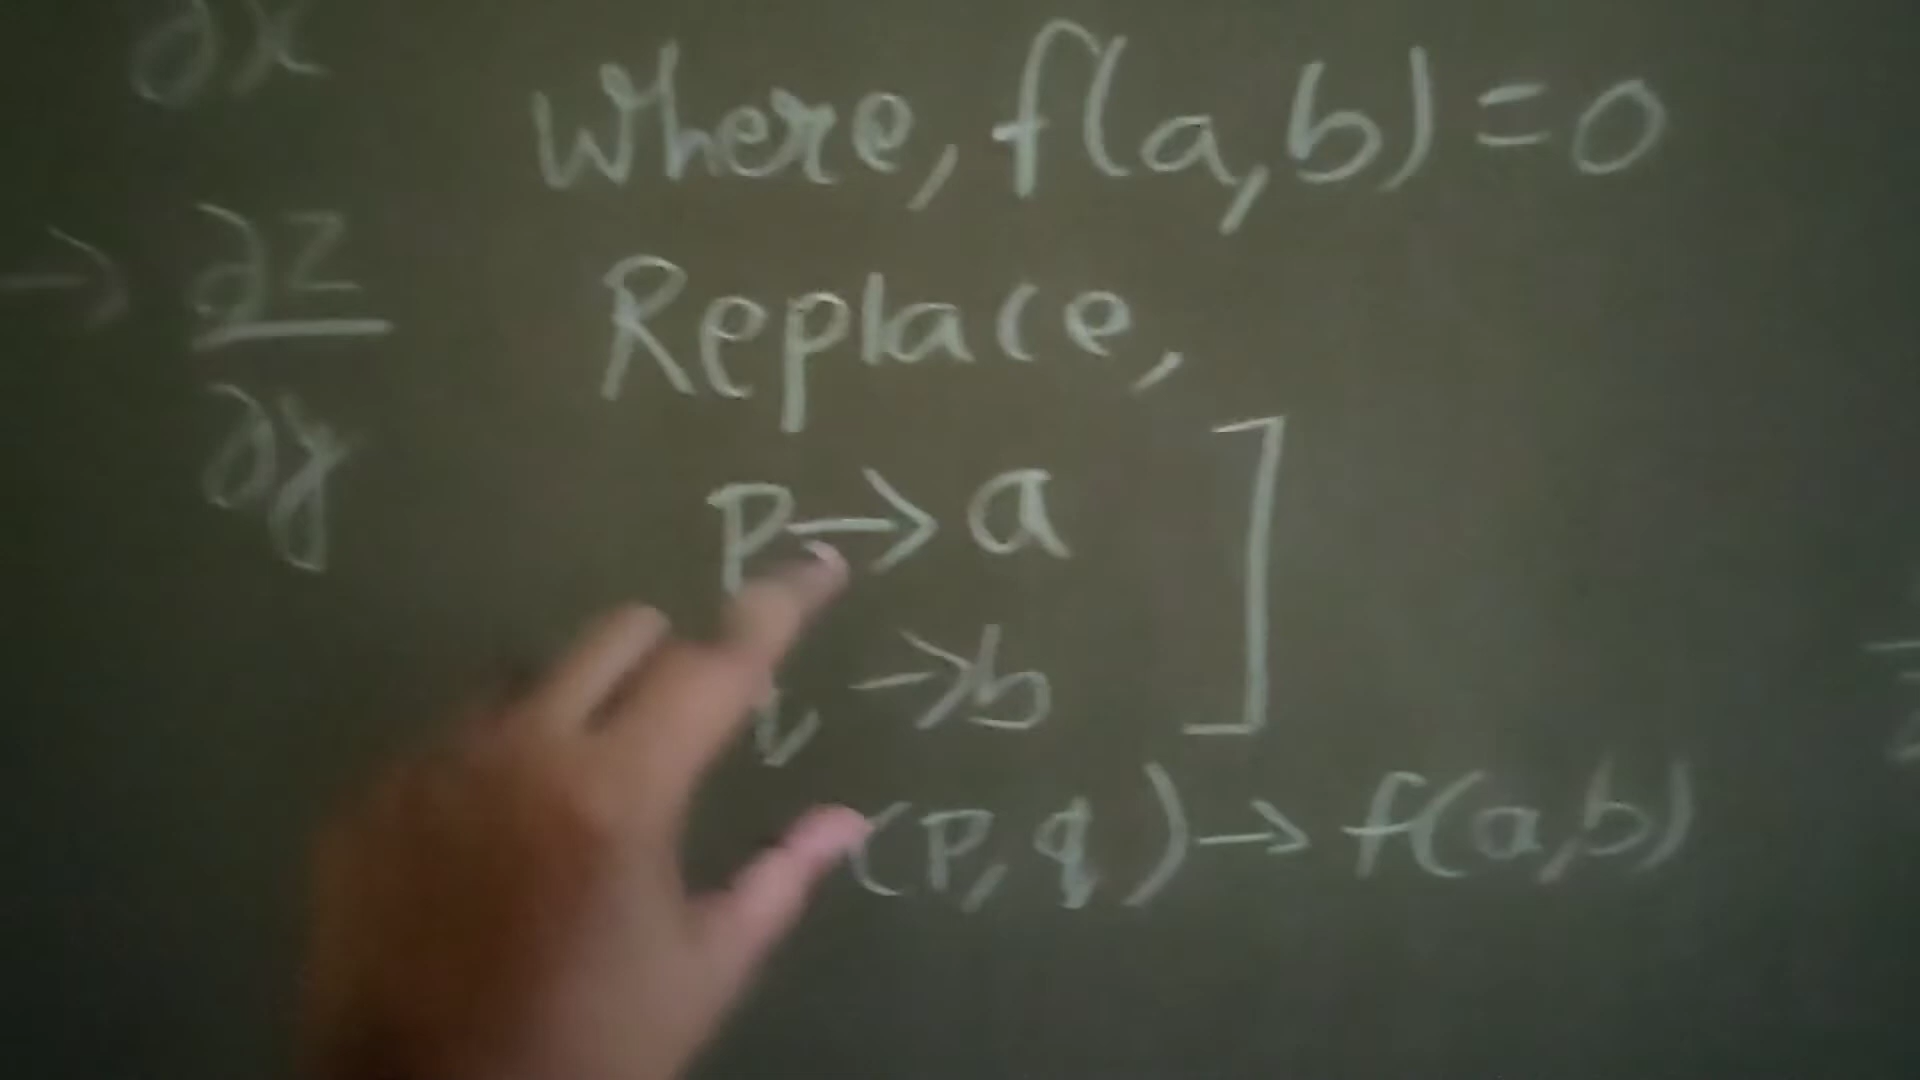 ∂x
→ ∂z
∂y
Where, f(a,b)=0
Replace,
P→a
→b
(P,q)→f(a,b)